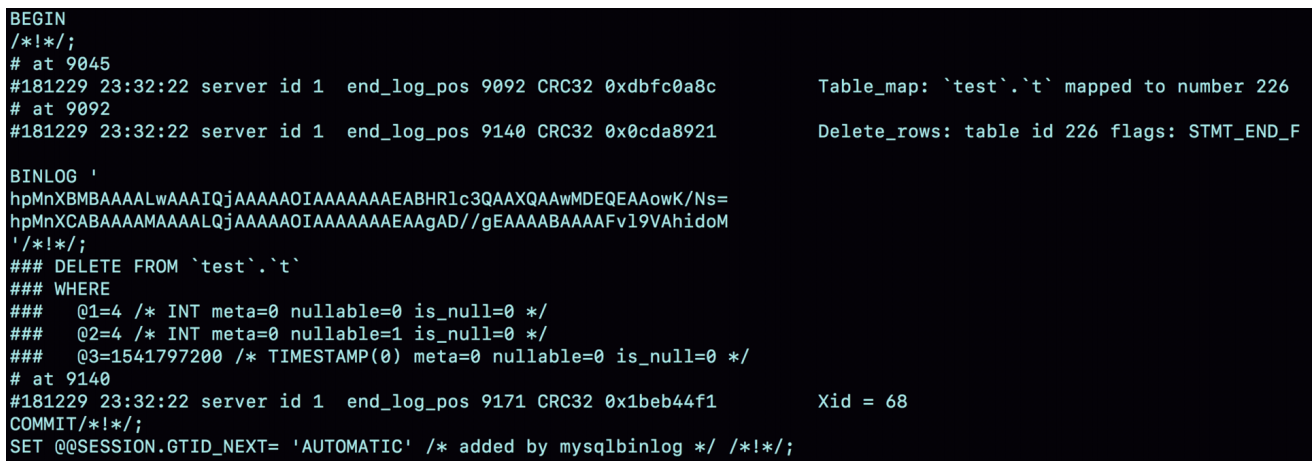 BEGIN
/*!*/;
# at 9045
#181229 23:32:22 server id 1  end_log_pos 9092 CRC32 0xdbfc0a8c         Table_map: `test`.`t` mapped to number 226
# at 9092
#181229 23:32:22 server id 1  end_log_pos 9140 CRC32 0x0cda8921         Delete_rows: table id 226 flags: STMT_END_F

BINLOG '
hpMnXBMBAAAALwAAAIQjAAAAAOIAAAAAAAEABHRlc3QAAXQAAwMDEQEAAowK/Ns=
hpMnXCABAAAAMAAAALQjAAAAAOIAAAAAAAEAAgAD//gEAAAABAAAAFvl9VAhidoM
'/*!*/;
### DELETE FROM `test`.`t`
### WHERE
###   @1=4 /* INT meta=0 nullable=0 is_null=0 */
###   @2=4 /* INT meta=0 nullable=1 is_null=0 */
###   @3=1541797200 /* TIMESTAMP(0) meta=0 nullable=0 is_null=0 */
# at 9140
#181229 23:32:22 server id 1  end_log_pos 9171 CRC32 0x1beb44f1         Xid = 68
COMMIT/*!*/;
SET @@SESSION.GTID_NEXT= 'AUTOMATIC' /* added by mysqlbinlog */ /*!*/;